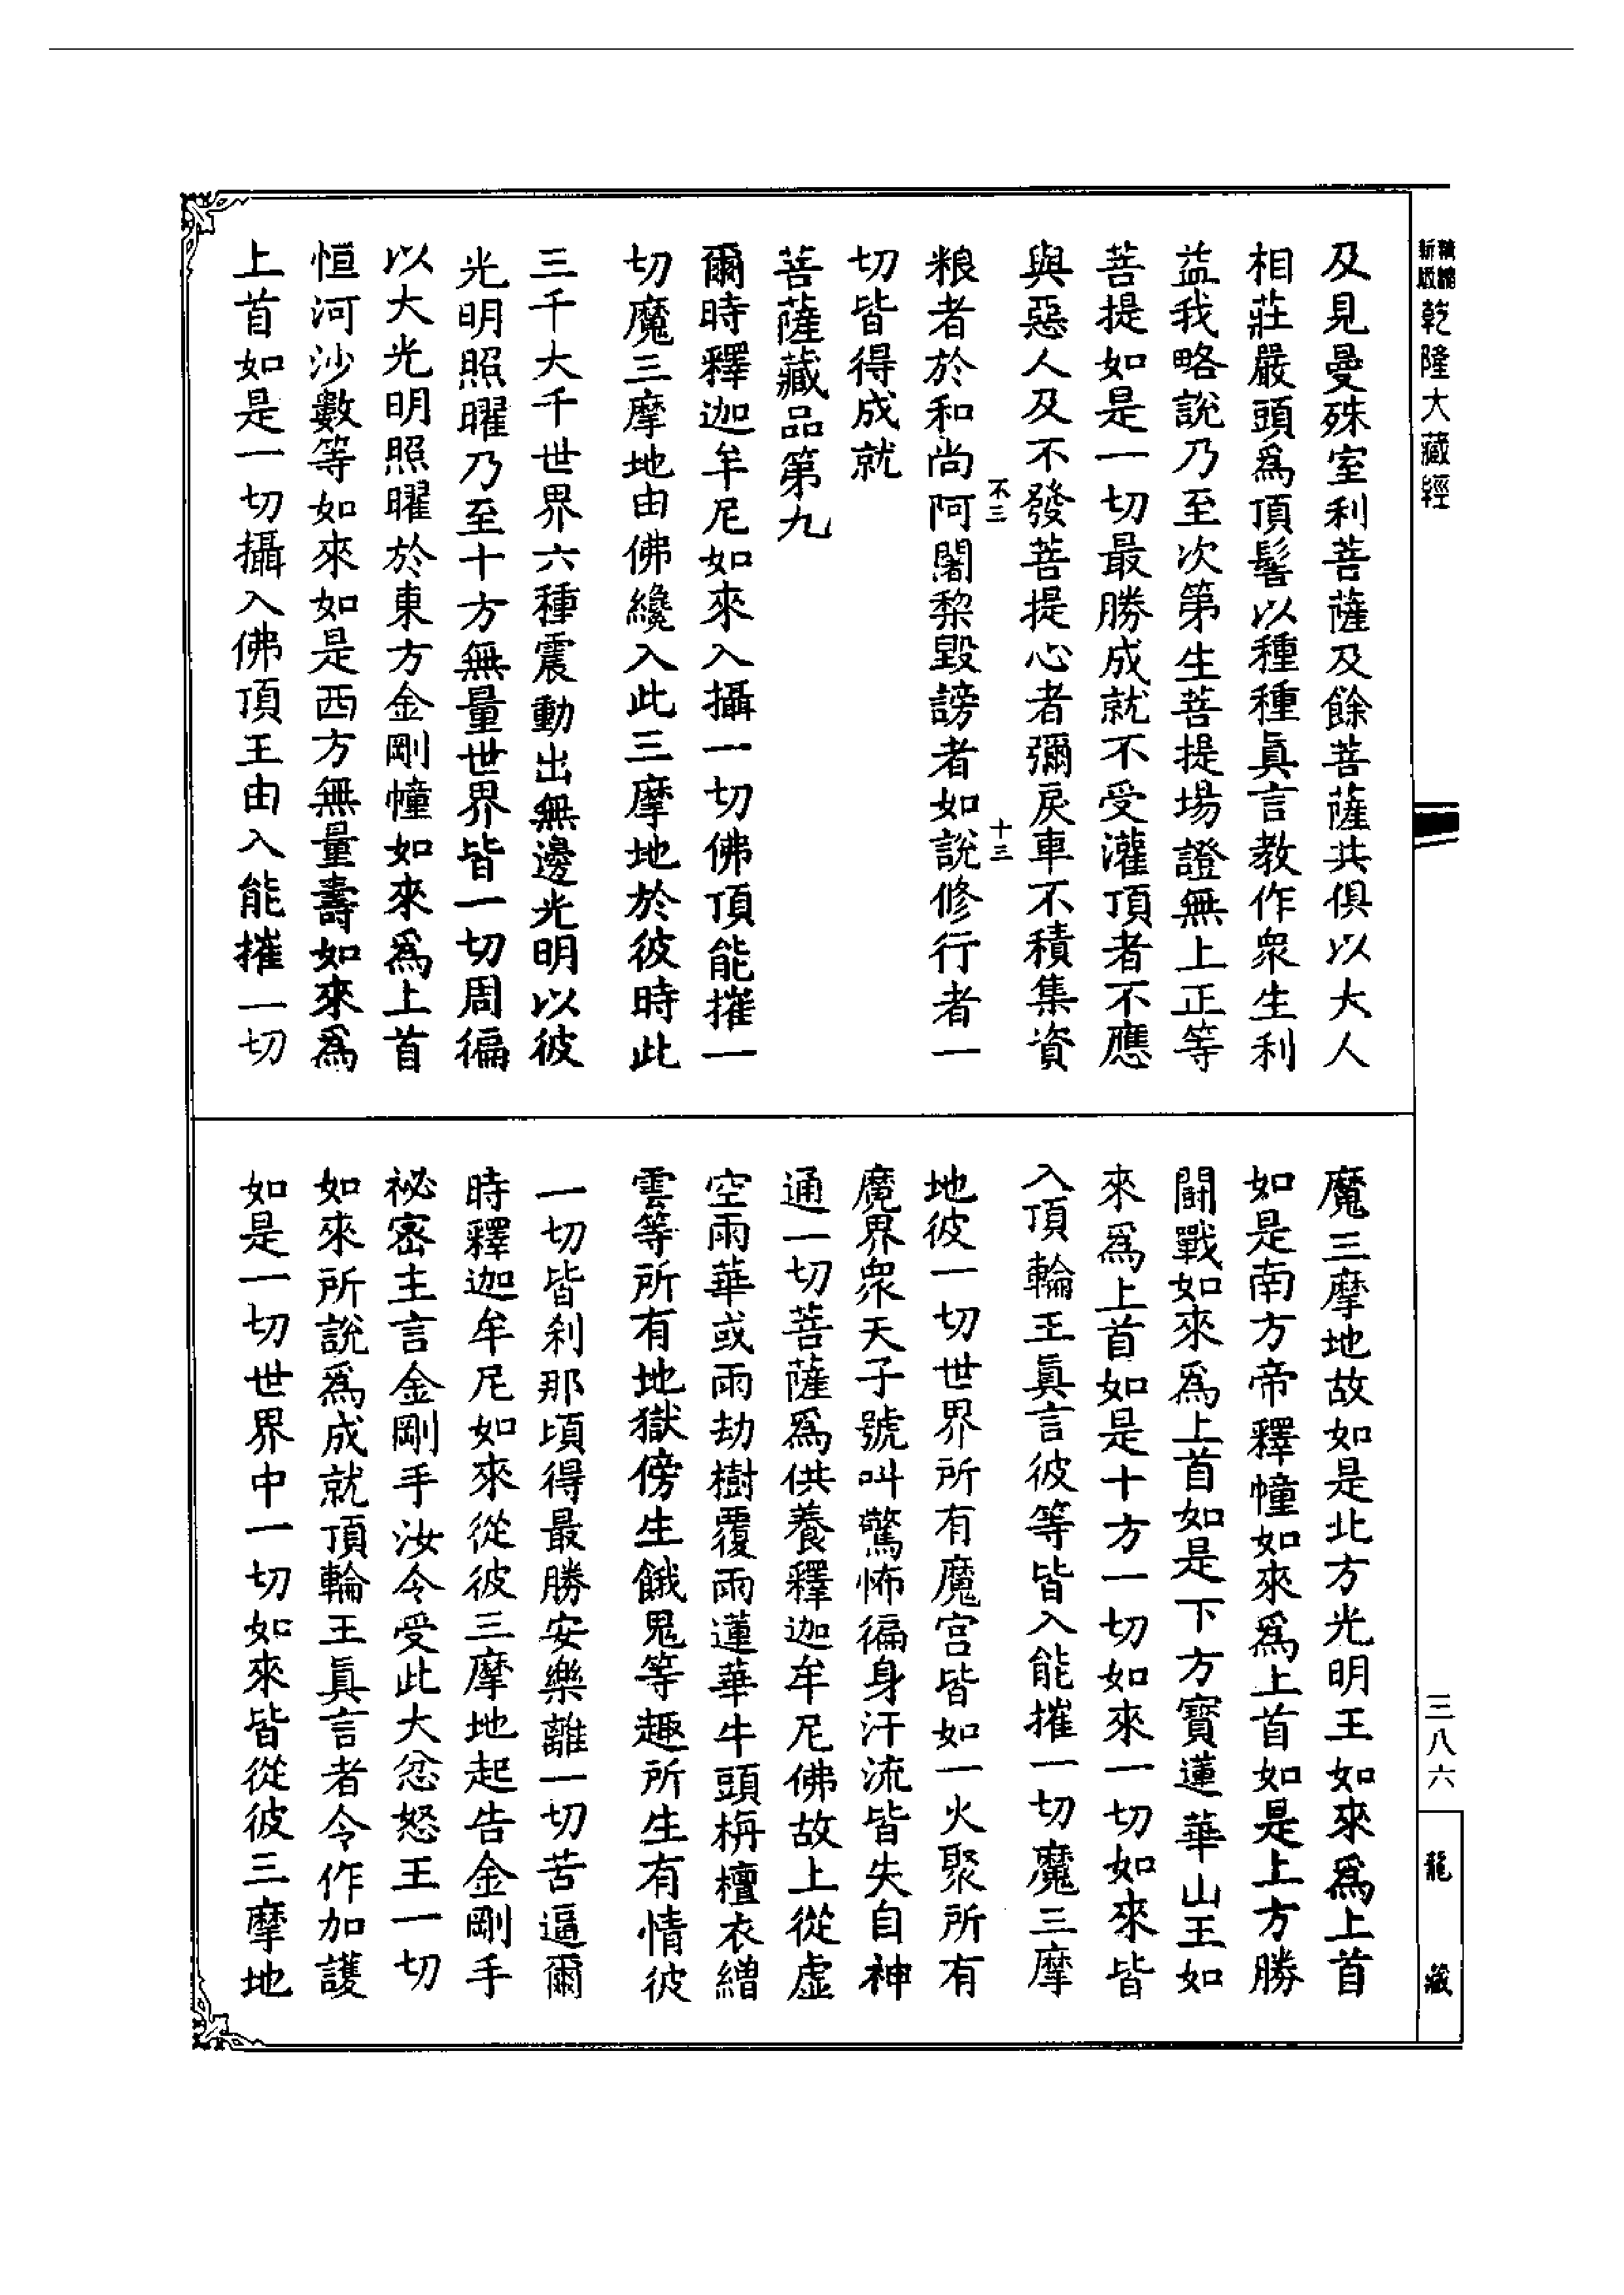 乾隆大藏經
及見曼殊室利菩薩及餘菩薩共俱以大人
相莊嚴頭爲頂髻以種種眞言教作衆生利
益我略說乃至次第生菩提場證無上正等
菩提如是一切最勝成就不受灌頂者不應
與惡人及不發菩提心者彌戾車不積集資
不三
十三
粮者於和尚阿闍棃毀謗者如說修行者一
切皆得成就
菩薩藏品第九
爾時釋迦牟尼如來入攝一切佛頂能摧一
切魔三摩地由佛纔入此三摩地於彼時此
三千大千世界六種震動出無邊光明以彼
光明照曜乃至十方無量世界皆一切周徧
以大光明照曜於東方金剛幢如來爲上首
恒河沙數等如來如是西方無量壽如來爲
上首如是一切攝入佛頂王由入能摧一切
魔三摩地故如是北方光明王如來爲上首
如是南方帝釋幢如來爲上首如是上方勝
鬪戰如來爲上首如是下方寶蓮華山王如
來爲上首如是十方一切如來一切如來皆
入頂輪王眞言彼等皆入能摧一切魔三摩
地彼一切世界所有魔宮皆如一火聚所有
魔界衆天子號叫驚怖徧身汗流皆失自神
通一切菩薩爲供養釋迦牟尼佛故上從虛
空雨華或雨劫樹覆雨蓮華牛頭栴檀衣繒
雲等所有地獄傍生餓鬼等趣所生有情彼
一切皆刹那頃得最勝安樂離一切苦逼爾
時釋迦牟尼如來從彼三摩地起告金剛手
祕密主言金剛手汝今受此大忿怒王一切
如來所說爲成就頂輪王眞言者令作加護
如是一切世界中一切如來皆從彼三摩地
三八六
龍藏